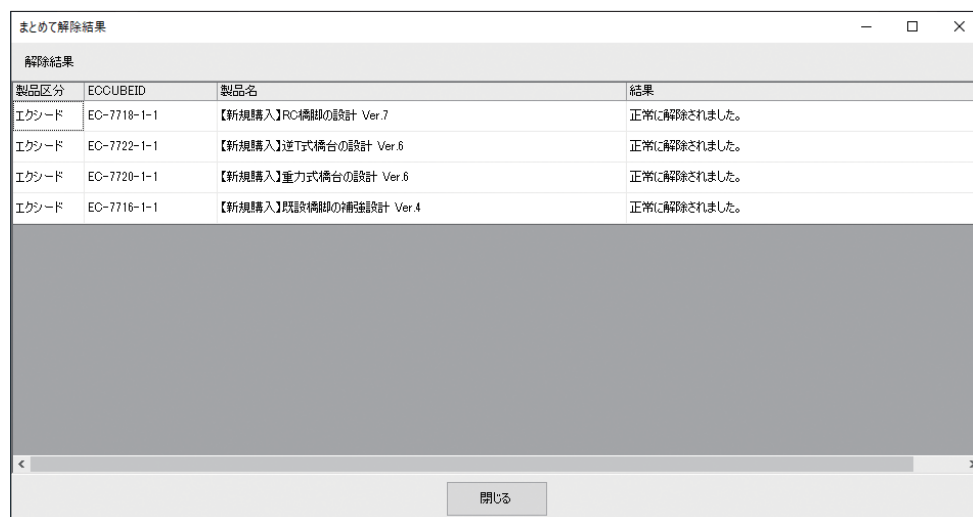 まとめて解除結果
解除結果
製品区分 ECCUBEID 製品名 結果
エクシード EC-7718-1-1 【新規購入】RC橋脚の設計 Ver.7 正常に解除されました。
エクシード EC-7722-1-1 【新規購入】逆T式橋台の設計 Ver.6 正常に解除されました。
エクシード EC-7720-1-1 【新規購入】重力式橋台の設計 Ver.6 正常に解除されました。
エクシード EC-7716-1-1 【新規購入】既設橋脚の補強設計 Ver.4 正常に解除されました。
閉じる